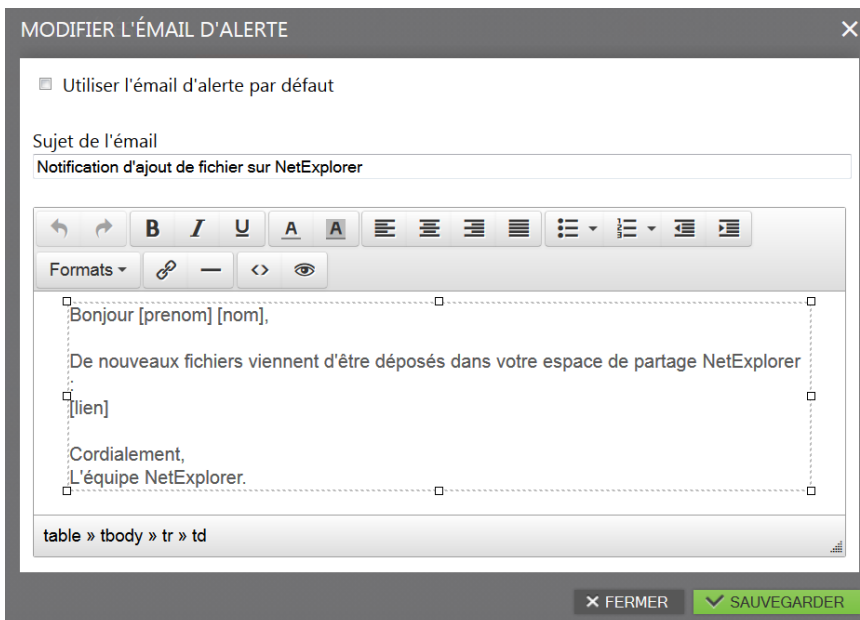 MODIFIER L'ÉMAIL D'ALERTE
Utiliser l'émail d'alerte par défaut
Sujet de l'émail
Notification d'ajout de fichier sur NetExplorer
B I U A A
Formats
Bonjour [prenom] [nom],
De nouveaux fichiers viennent d'être déposés dans votre espace de partage NetExplorer
:
[lien]
Cordialement,
L'équipe NetExplorer.
table » tbody » tr » td
FERMER SAUVEGARDER